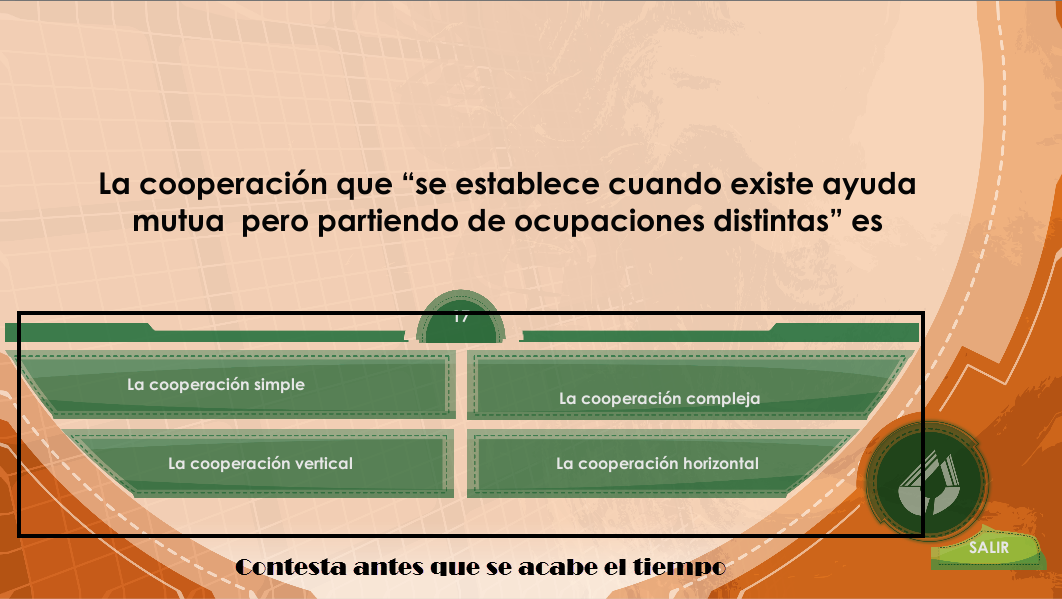 La cooperación que “se establece cuando existe ayuda
mutua  pero partiendo de ocupaciones distintas” es
17
La cooperación simple
La cooperación compleja
La cooperación vertical
La cooperación horizontal
SALIR
Contesta antes que se acabe el tiempo